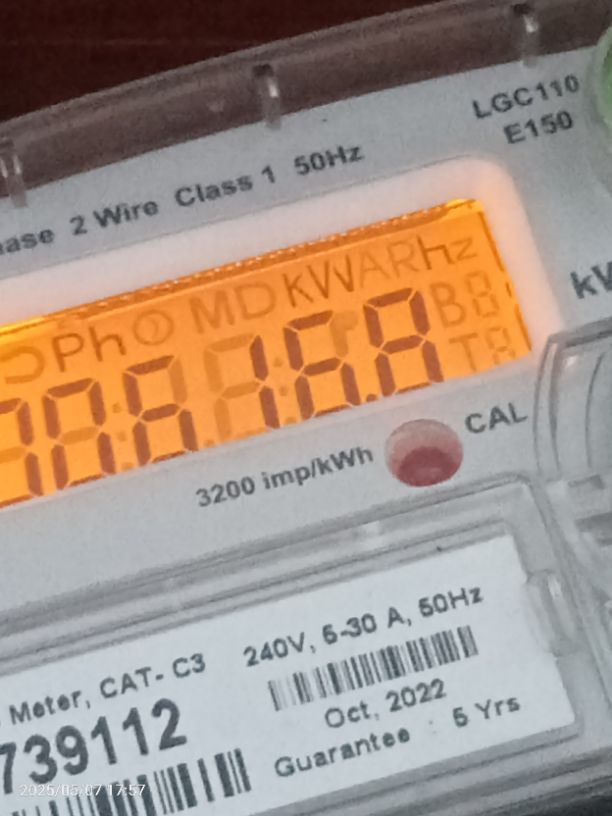 LGC110
E150
ase 2 Wire Class 1 50Hz
kW
Ph MD kWARhz
CAL
3200 imp/kWh
Meter, CAT- C3
739112
240V, 5-30 A, 50Hz
Oct, 2022
Guarantee : 5 Yrs
2025/05/07 17:57